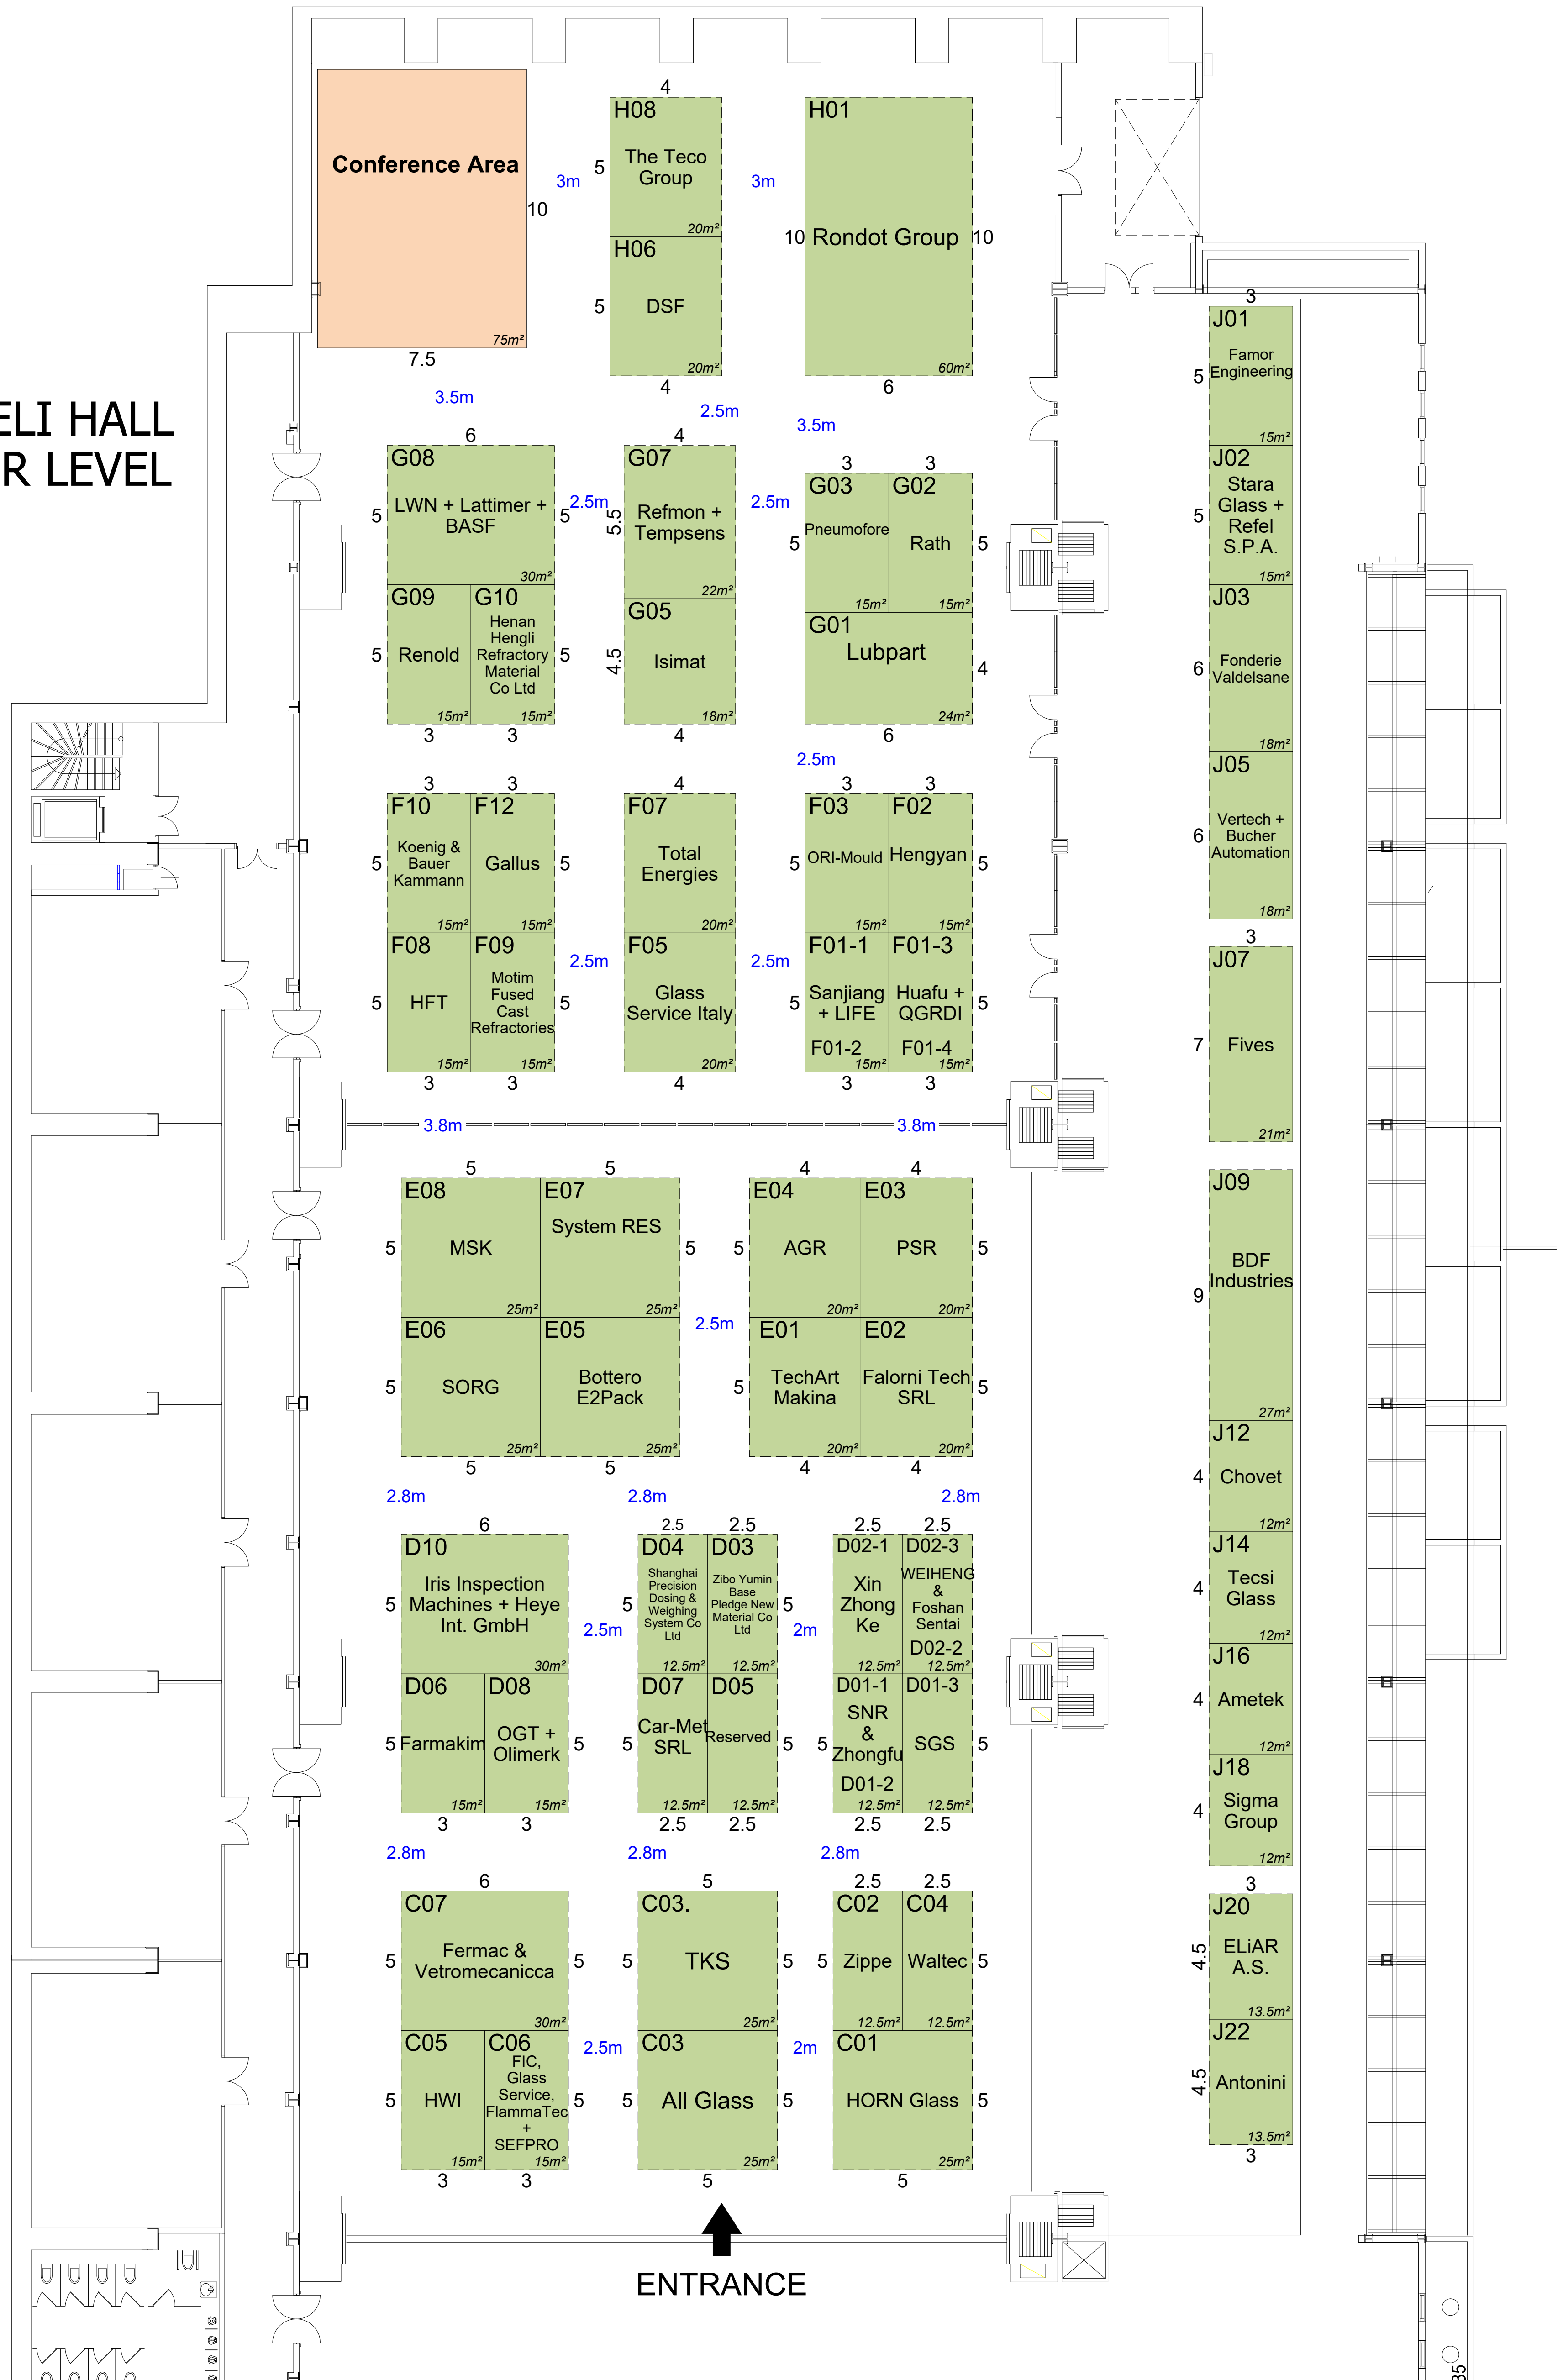 ELI HALL
R LEVEL
Conference Area
10
75m²
7.5
3m
4
H08
The Teco
Group
5
20m²
H06
DSF
5
20m²
4
3m
H01
Rondot Group
10
10
60m²
6
3.5m
2.5m
3.5m
6
G08
LWN + Lattimer +
BASF
5
5
30m²
G09
Renold
5
15m²
3
G10
Henan
Hengli
Refractory
Material
Co Ltd
5
15m²
3
2.5m
4
G07
Refmon +
Tempsens
5.5
22m²
G05
Isimat
4.5
18m²
4
2.5m
3
G03
Pneumofore
5
15m²
3
G02
Rath
5
15m²
G01
Lubpart
4
24m²
6
2.5m
3
F10
Koenig &
Bauer
Kammann
5
15m²
3
F12
Gallus
5
15m²
F08
HFT
5
15m²
3
F09
Motim
Fused
Cast
Refractories
5
15m²
3
2.5m
4
F07
Total
Energies
20m²
F05
Glass
Service Italy
20m²
4
2.5m
3
F03
ORI-Mould
5
15m²
3
F02
Hengyan
5
15m²
F01-1
Sanjiang
+ LIFE
F01-2
5
15m²
3
F01-3
Huafu +
QGRDI
F01-4
5
15m²
3
3.8m
3.8m
5
E08
MSK
5
25m²
5
E07
System RES
5
25m²
E06
SORG
5
25m²
5
E05
Bottero
E2Pack
25m²
5
2.5m
4
E04
AGR
5
20m²
4
E03
PSR
5
20m²
E01
TechArt
Makina
5
20m²
4
E02
Falorni Tech
SRL
5
20m²
4
2.8m
2.8m
2.8m
6
D10
Iris Inspection
Machines + Heye
Int. GmbH
5
30m²
D06
Farmakim
5
15m²
3
D08
OGT +
Olimerk
5
15m²
3
2.5m
2.5
D04
Shanghai
Precision
Dosing &
Weighing
System Co
Ltd
5
12.5m²
2.5
D03
Zibo Yumin
Base
Pledge New
Material Co
Ltd
5
12.5m²
D07
Car-Met
SRL
5
12.5m²
2.5
D05
Reserved
5
12.5m²
2.5
2m
2.5
D02-1
Xin
Zhong
Ke
12.5m²
2.5
D02-3
WEIHENG
&
Foshan
Sentai
D02-2
12.5m²
D01-1
SNR
&
Zhongfu
D01-2
5
12.5m²
2.5
D01-3
SGS
5
12.5m²
2.5
2.8m
2.8m
2.8m
6
C07
Fermac &
Vetromecanicca
5
30m²
C05
HWI
5
15m²
3
C06
FIC,
Glass
Service,
FlammaTec
+
SEFPRO
5
15m²
3
2.5m
5
C03.
TKS
5
5
25m²
C03
All Glass
5
5
25m²
5
2m
2.5
C02
Zippe
5
12.5m²
2.5
C04
Waltec
5
12.5m²
C01
HORN Glass
5
25m²
5
3
J01
Famor
Engineering
5
15m²
J02
Stara
Glass +
Refel
S.P.A.
5
15m²
J03
Fonderie
Valdelsane
6
18m²
J05
Vertech +
Bucher
Automation
6
18m²
3
J07
Fives
7
21m²
J09
BDF
Industries
9
27m²
J12
Chovet
4
12m²
J14
Tecsi
Glass
4
12m²
J16
Ametek
4
12m²
J18
Sigma
Group
4
12m²
3
J20
ELiAR
A.S.
4.5
13.5m²
J22
Antonini
4.5
13.5m²
3
ENTRANCE